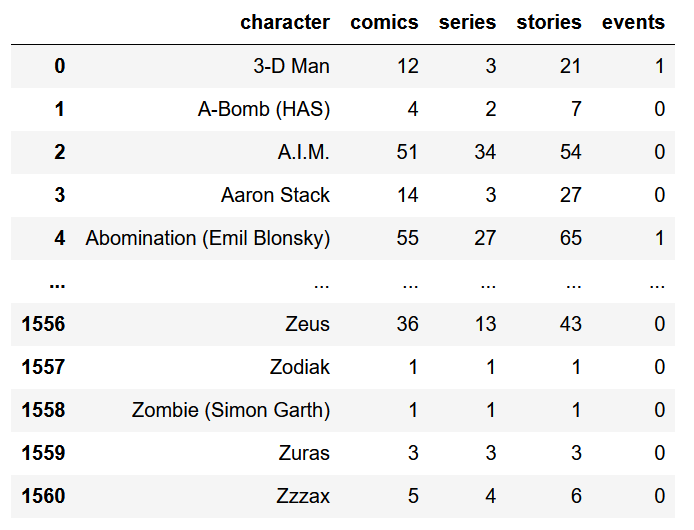 character comics series stories events
0 3-D Man 12 3 21 1
1 A-Bomb (HAS) 4 2 7 0
2 A.I.M. 51 34 54 0
3 Aaron Stack 14 3 27 0
4 Abomination (Emil Blonsky) 55 27 65 1
... ... ... ... ... ...
1556 Zeus 36 13 43 0
1557 Zodiak 1 1 1 0
1558 Zombie (Simon Garth) 1 1 1 0
1559 Zuras 3 3 3 0
1560 Zzzax 5 4 6 0